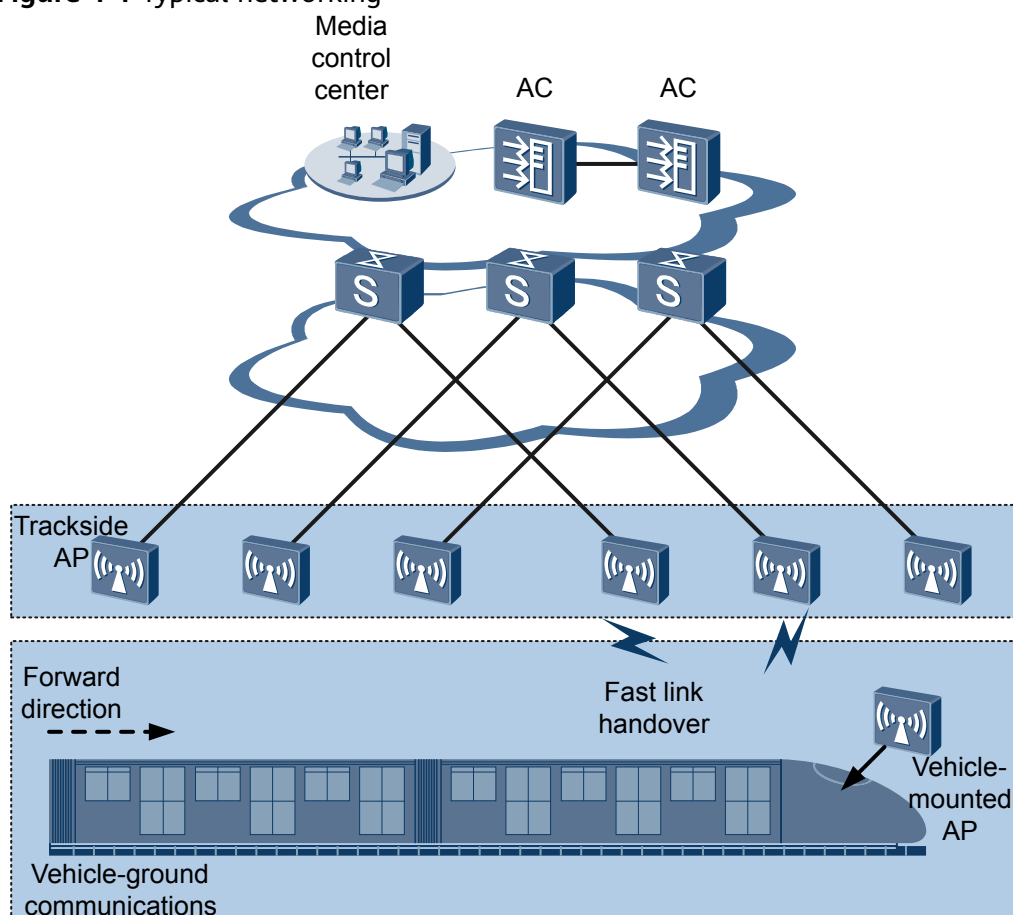 Typical networking
Media
control
center
AC
AC
S
S
S
Trackside
AP
Forward
direction
Fast link
handover
Vehicle-
mounted
AP
Vehicle-ground
communications